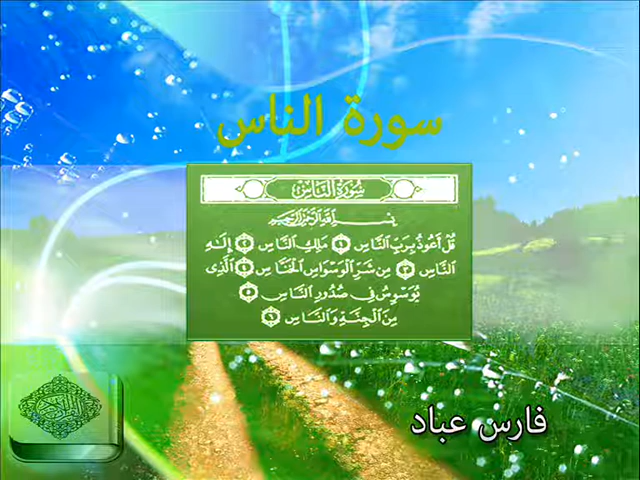 سورة الناس
سُورَةُ النَّاسِ
بِسْمِ اللَّهِ الرَّحْمَٰنِ الرَّحِيمِ
قُلْ أَعُوذُ بِرَبِّ النَّاسِ ١ مَلِكِ النَّاسِ ٢ إِلَٰهِ
النَّاسِ ٣ مِن شَرِّ الْوَسْوَاسِ الْخَنَّاسِ ٤ الَّذِي
يُوَسْوِسُ فِي صُدُورِ النَّاسِ ٥
مِنَ الْجِنَّةِ وَالنَّاسِ ٦
فارس عباد